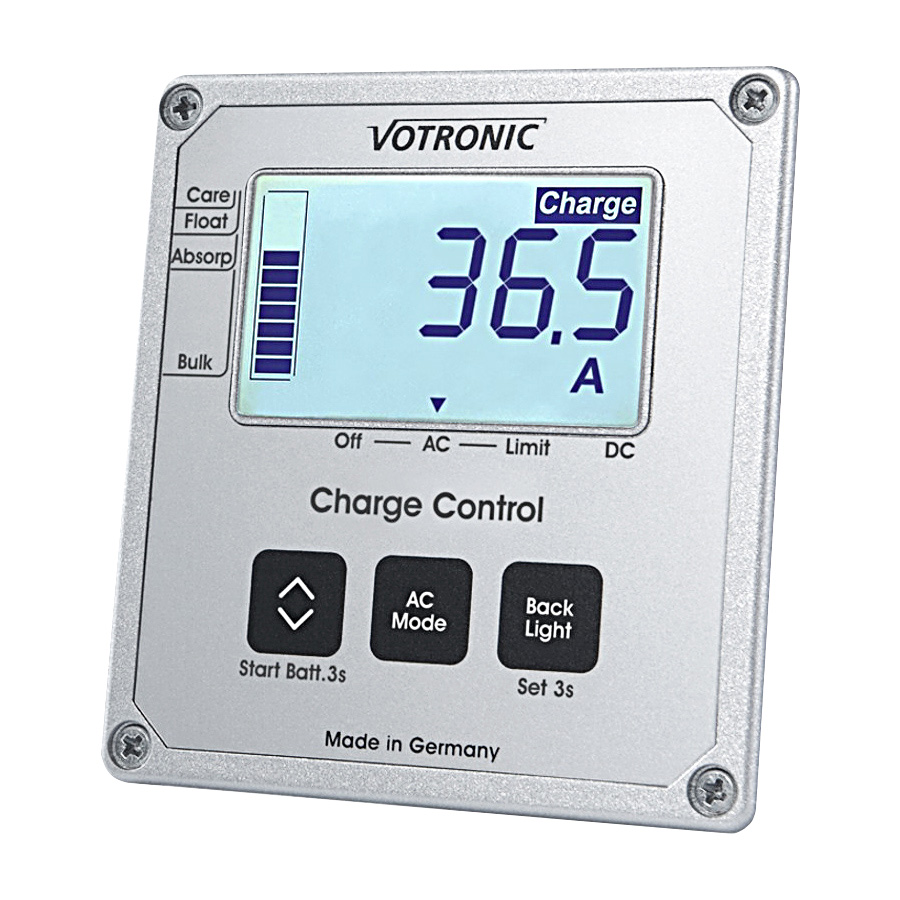 VOTRONIC
Care
Float
Absorp
Bulk
Charge
36.5
A
Off AC Limit DC
Charge Control
AC
Mode
Back
Light
Start Batt.3s
Set 3s
Made in Germany